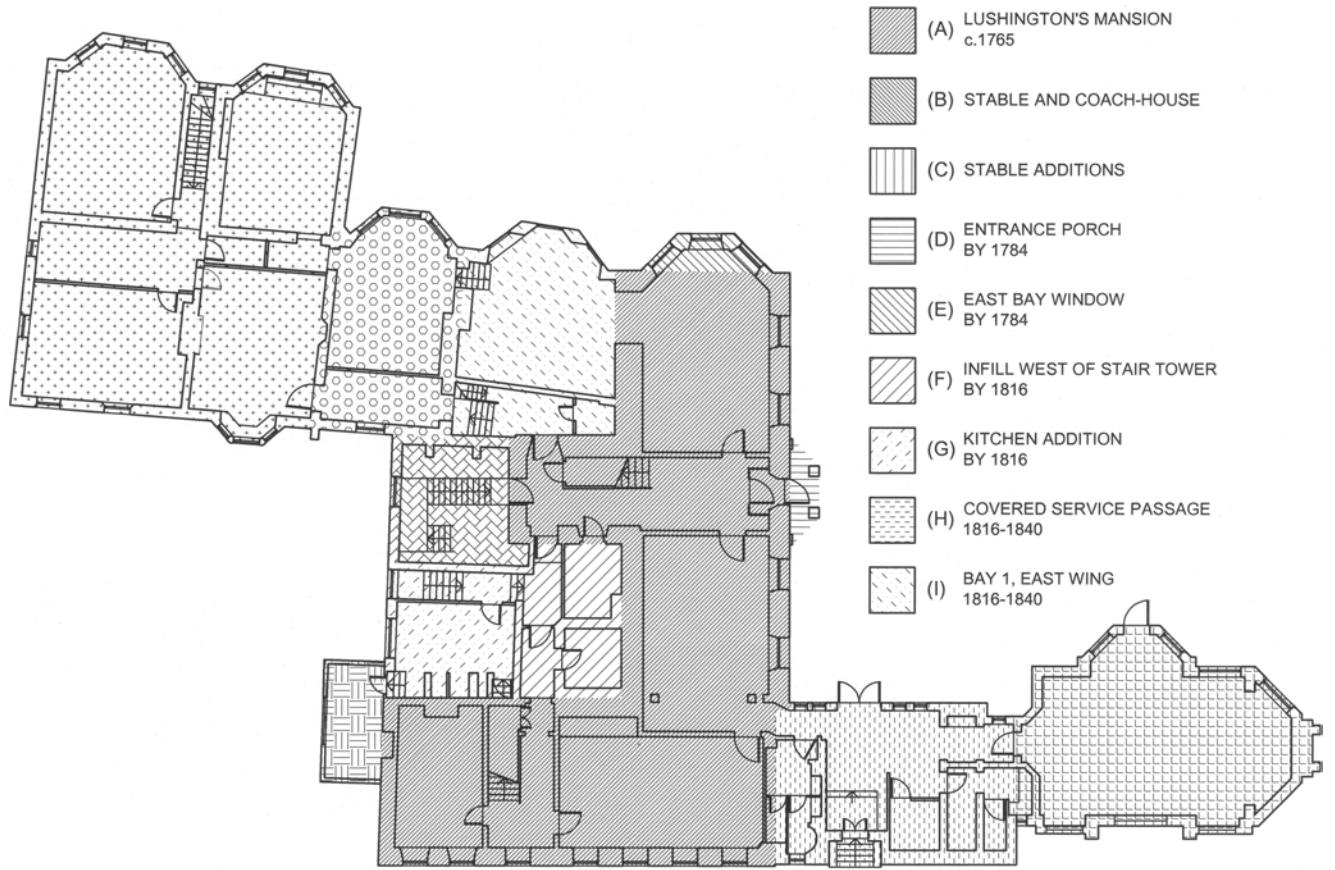 (A) LUSHINGTON'S MANSION
c.1765
(B) STABLE AND COACH-HOUSE
(C) STABLE ADDITIONS
(D) ENTRANCE PORCH
BY 1784
(E) EAST BAY WINDOW
BY 1784
(F) INFILL WEST OF STAIR TOWER
BY 1816
(G) KITCHEN ADDITION
BY 1816
(H) COVERED SERVICE PASSAGE
1816-1840
(I) BAY 1, EAST WING
1816-1840